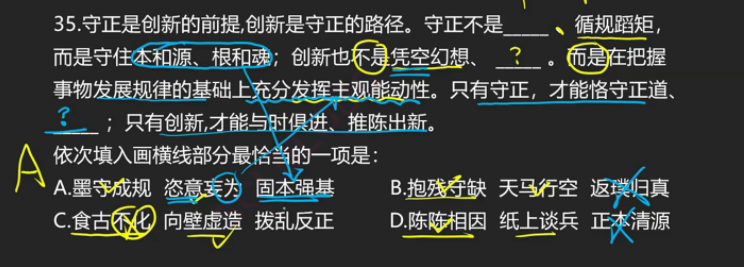 35.守正是创新的前提,创新是守正的路径。守正不是_____、循规蹈矩,
而是守住本和源、根和魂；创新也不是凭空幻想、__?__。而是在把握
事物发展规律的基础上充分发挥主观能动性。只有守正，才能恪守正道、
__?__；只有创新,才能与时俱进、推陈出新。
依次填入画横线部分最恰当的一项是：
A A.墨守成规 恣意妄为 固本强基 B.抱残守缺 天马行空 返璞归真
C.食古不化 向壁虚造 拨乱反正 D.陈陈相因 纸上谈兵 正本清源